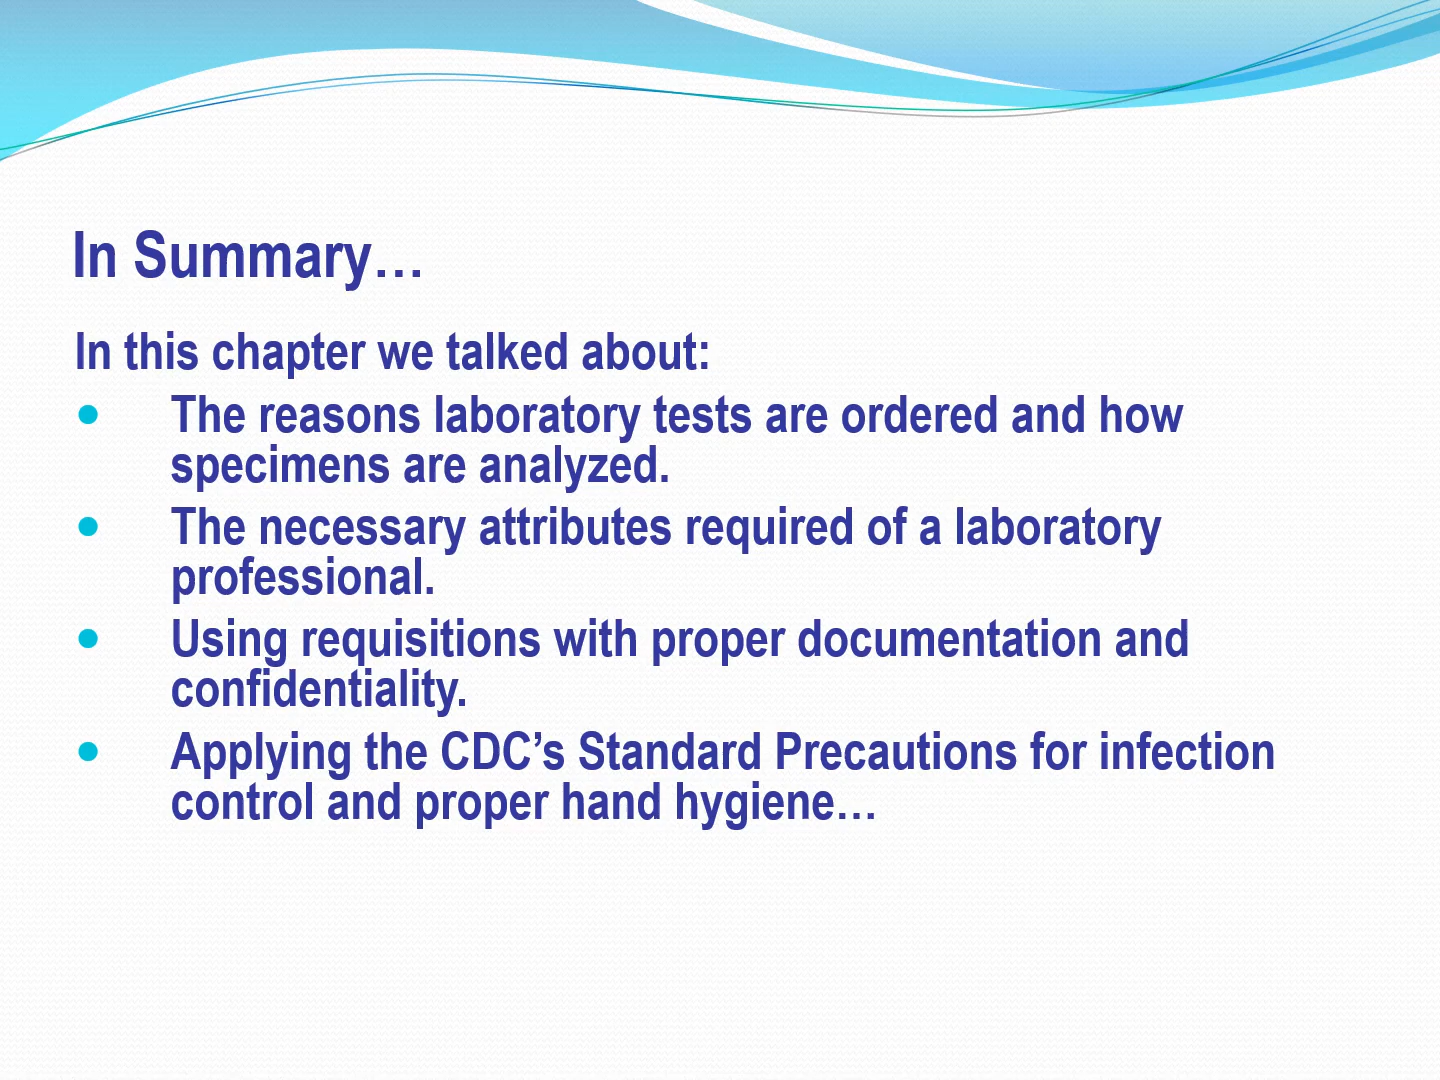 In Summary…
In this chapter we talked about:
● The reasons laboratory tests are ordered and how
specimens are analyzed.
● The necessary attributes required of a laboratory
professional.
● Using requisitions with proper documentation and
confidentiality.
● Applying the CDC’s Standard Precautions for infection
control and proper hand hygiene…